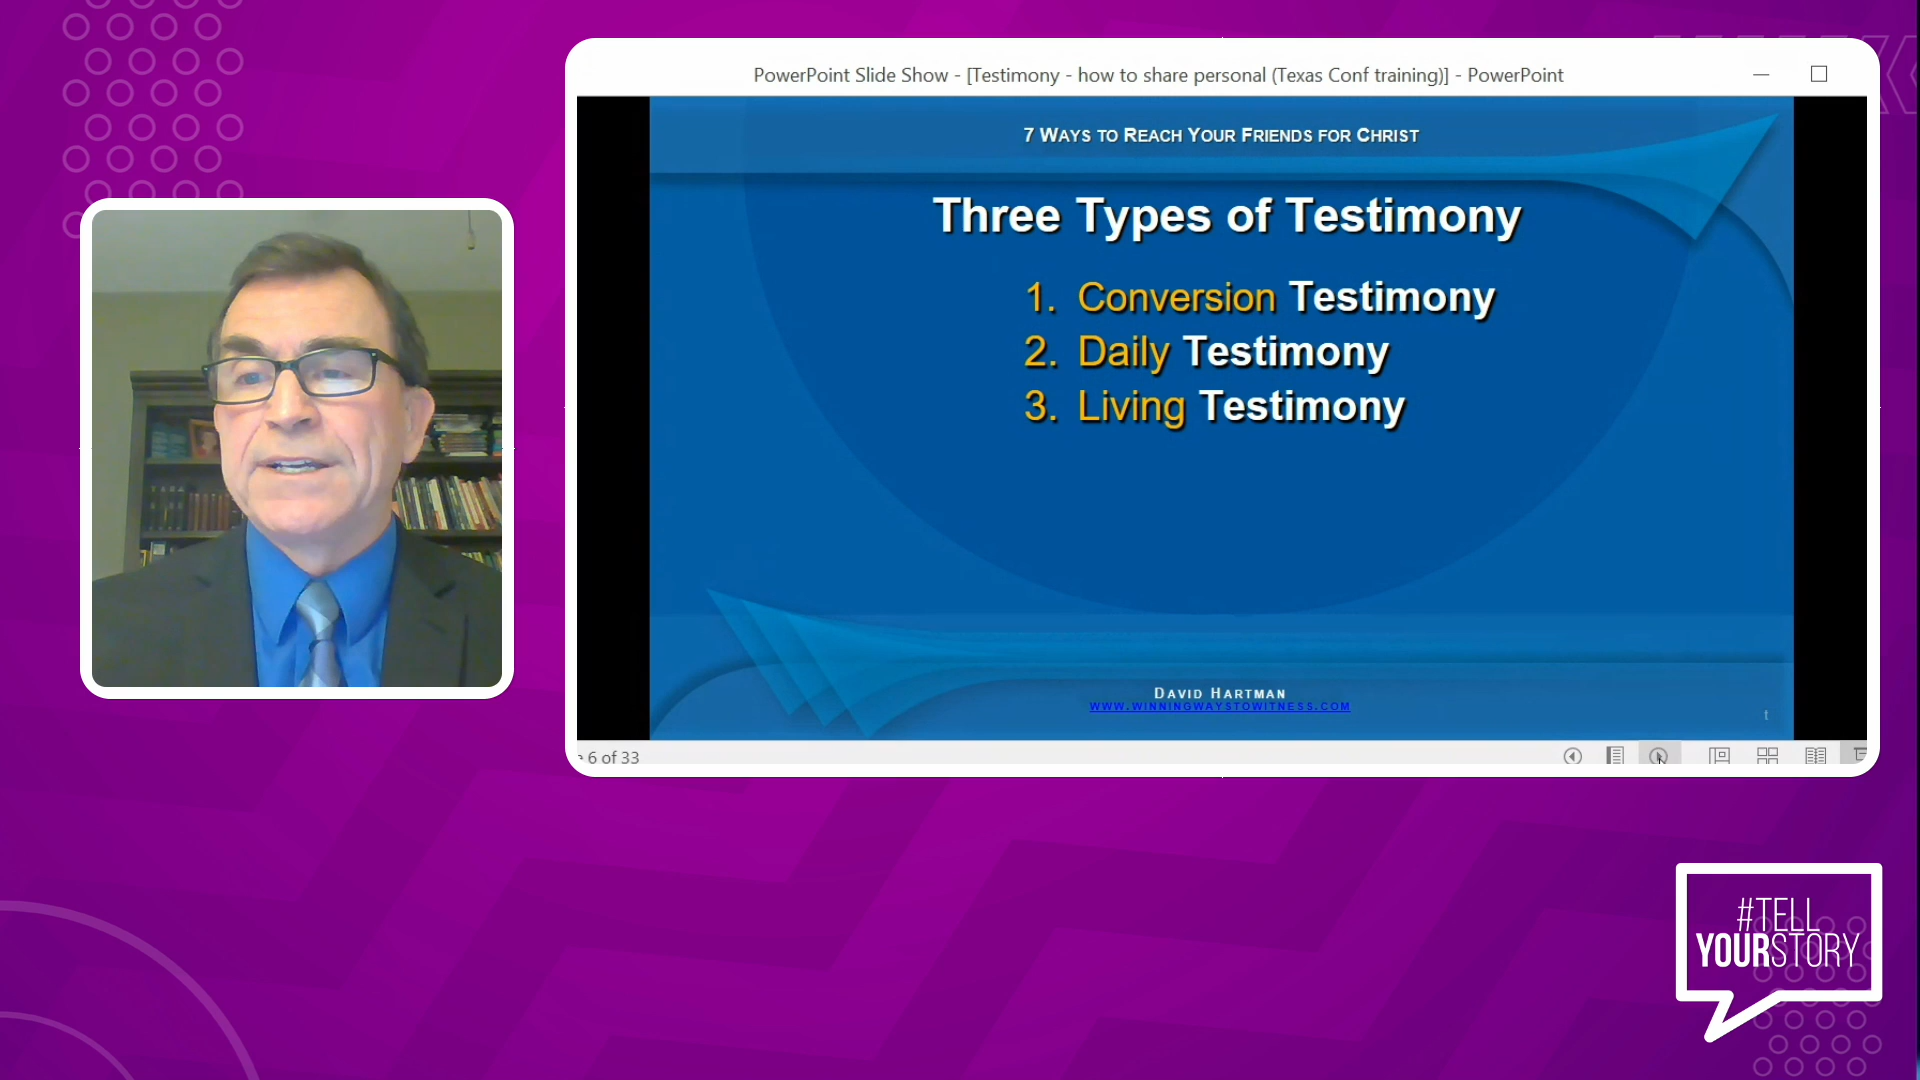 PowerPoint Slide Show - [Testimony - how to share personal (Texas Conf training)] - PowerPoint
7 WAYS TO REACH YOUR FRIENDS FOR CHRIST
Three Types of Testimony
1. Conversion Testimony
2. Daily Testimony
3. Living Testimony
DAVID HARTMAN
WWW.WINNINGWAYSTOWITNESS.COM
t
6 of 33
#TELL
YOURSTORY